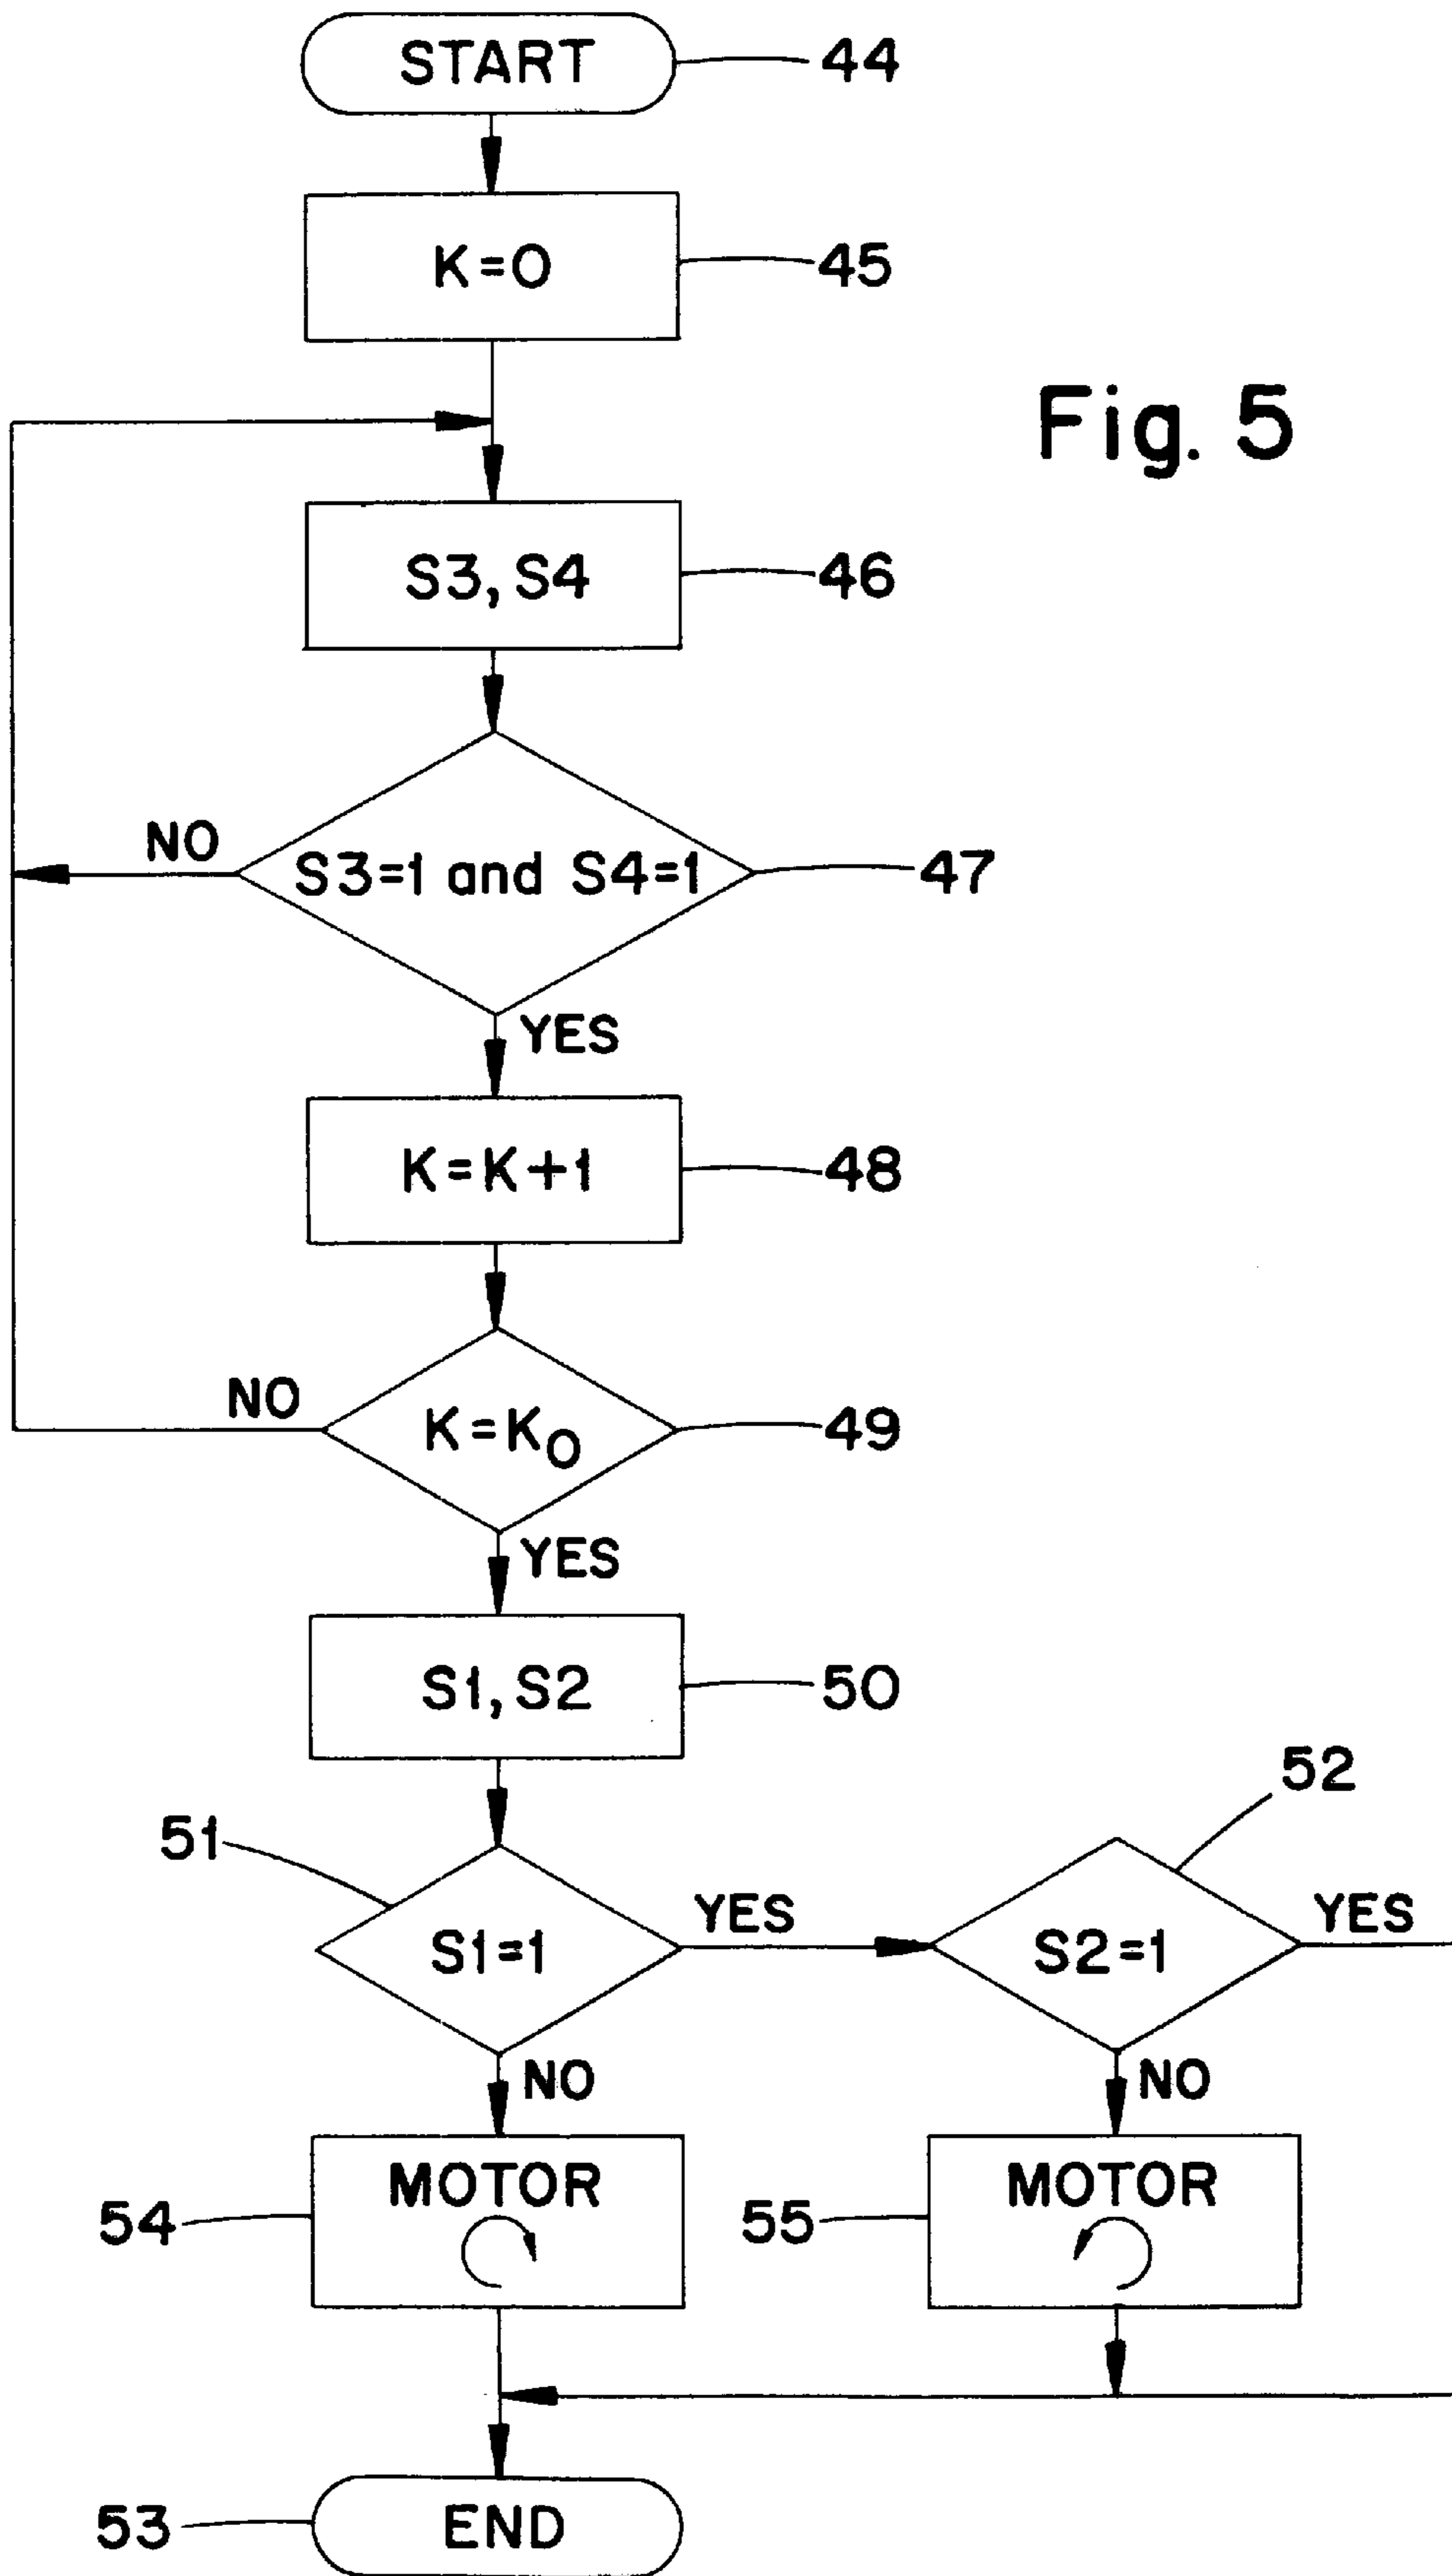 START
44
K=0
45
Fig. 5
S3, S4
46
NO
S3=1 and S4=1
47
YES
K=K+1
48
NO
K=K₀
49
YES
S1, S2
50
52
51
S1=1
YES
S2=1
YES
NO
NO
54
MOTOR
55
MOTOR
53
END